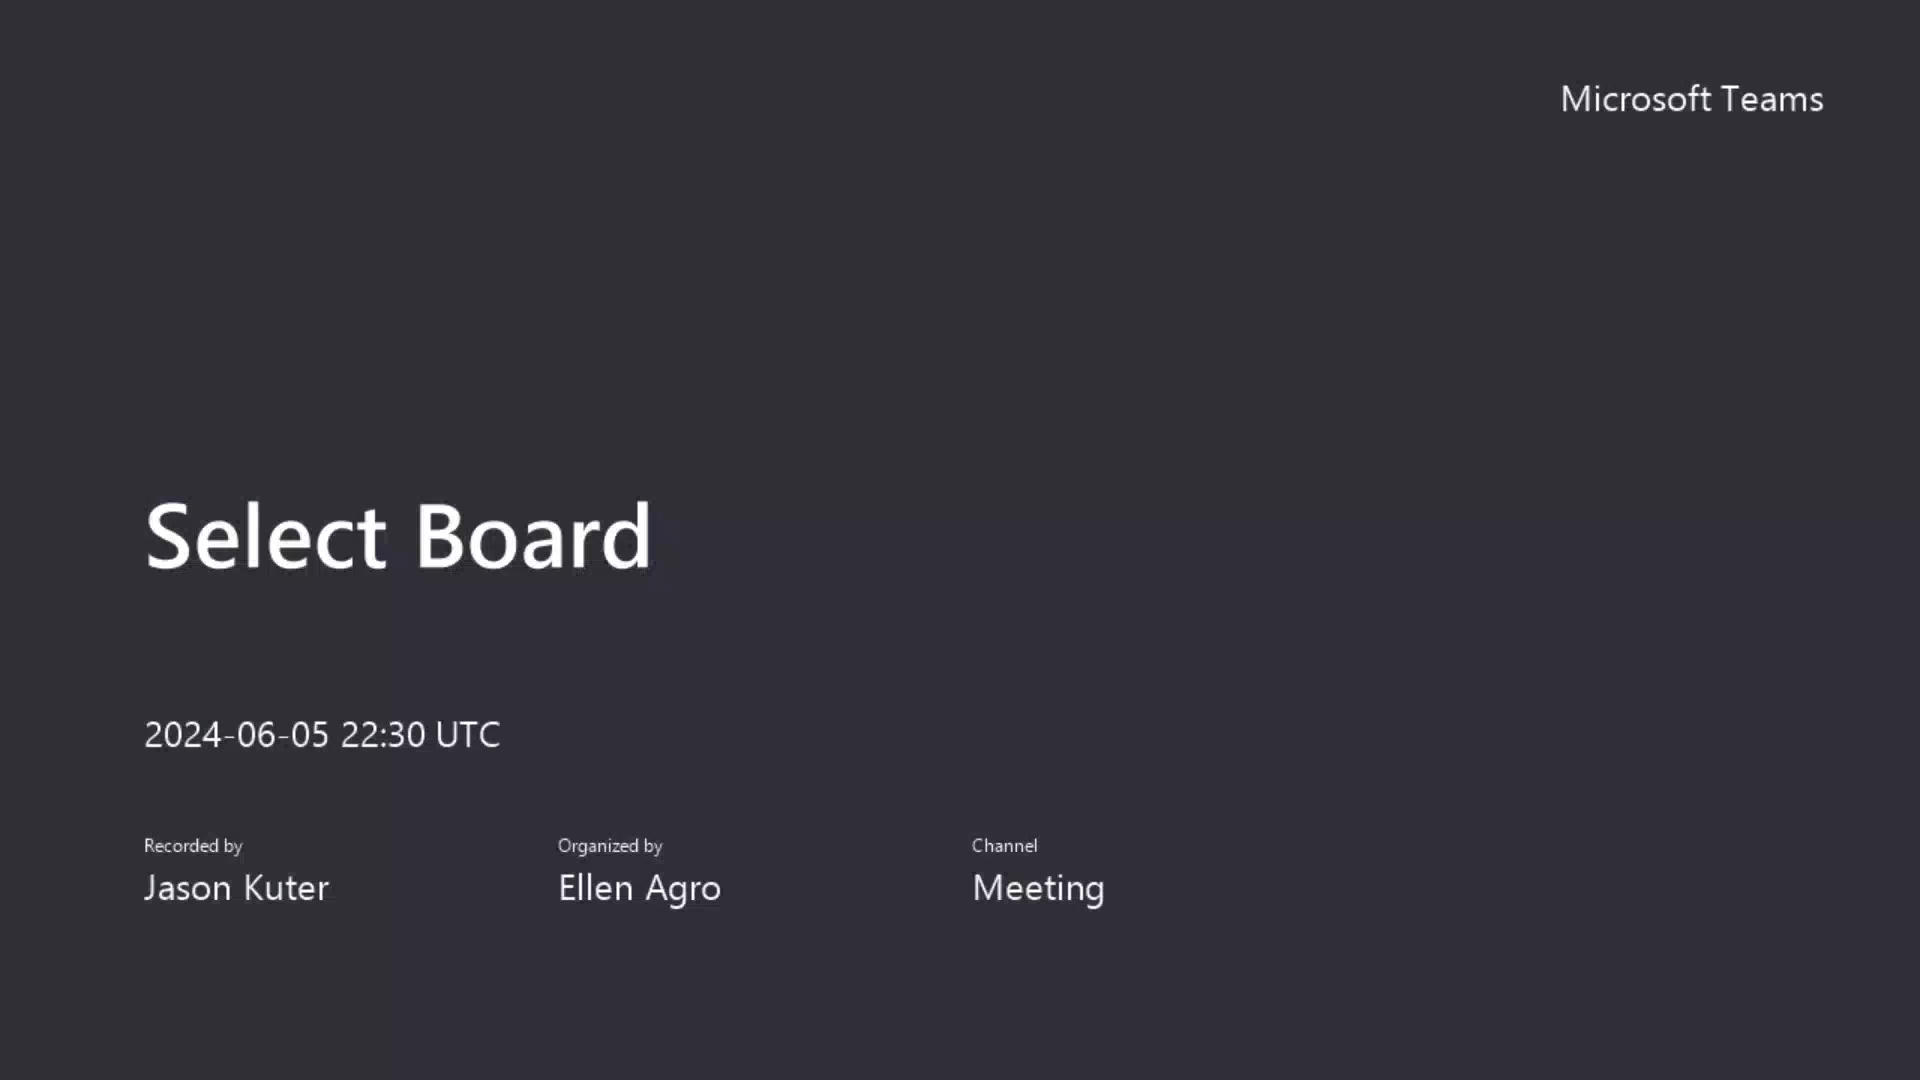 Microsoft Teams
Select Board
2024-06-05 22:30 UTC
Recorded by
Jason Kuter
Organized by
Ellen Agro
Channel
Meeting